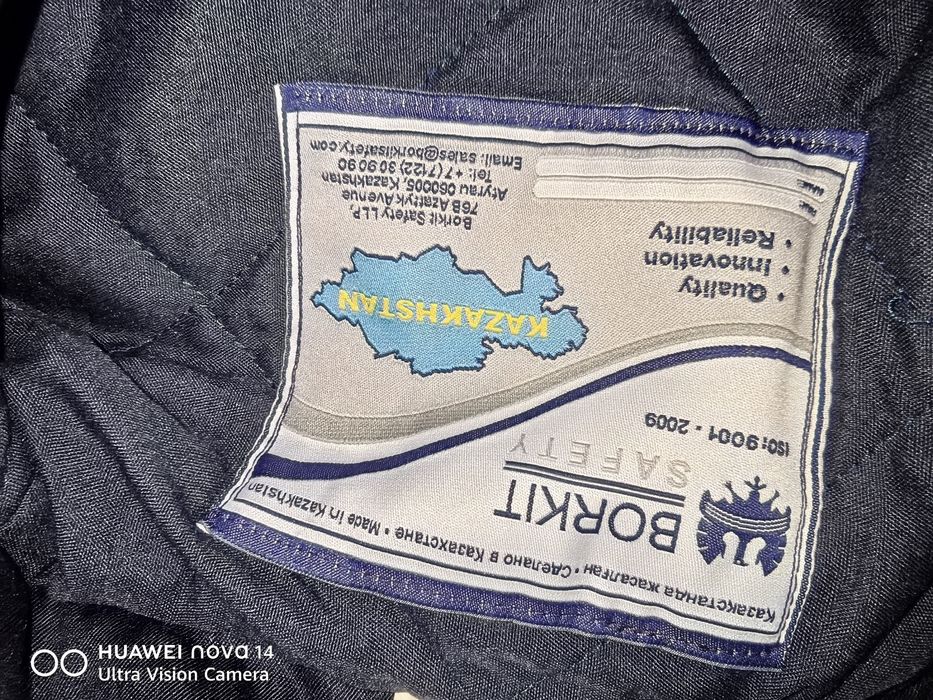 Қазақстанда жасалған • Сделано в Казахстане • Made in Kazakhstan
BORKIT
SAFETY
ISO: 9001 - 2009
KAZAKHSTAN
• Quality
• Innovation
• Reliability
Borkit Safety LLP,
76B Azattyk Avenue
Atyrau 060005, Kazakhstan
Tel: +7 (7122) 30 90 90
Email: sales@borkitsafety.com
HUAWEI nova 14
Ultra Vision Camera